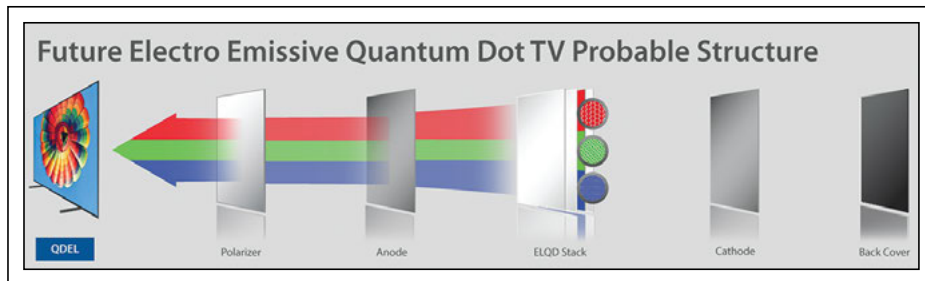 Future Electro Emissive Quantum Dot TV Probable Structure
QDEL
Polarizer
Anode
ELQD Stack
Cathode
Back Cover